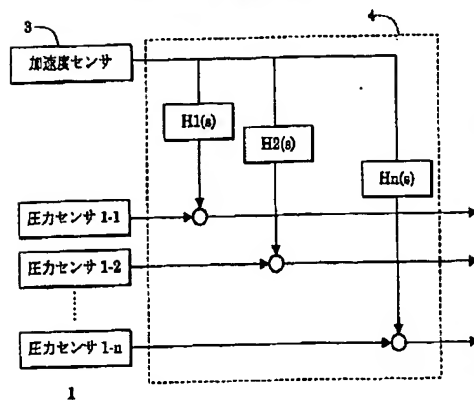 3
4
加速度センサ
H1(s)
H2(s)
Hn(s)
圧力センサ 1-1
圧力センサ 1-2
圧力センサ 1-n
1